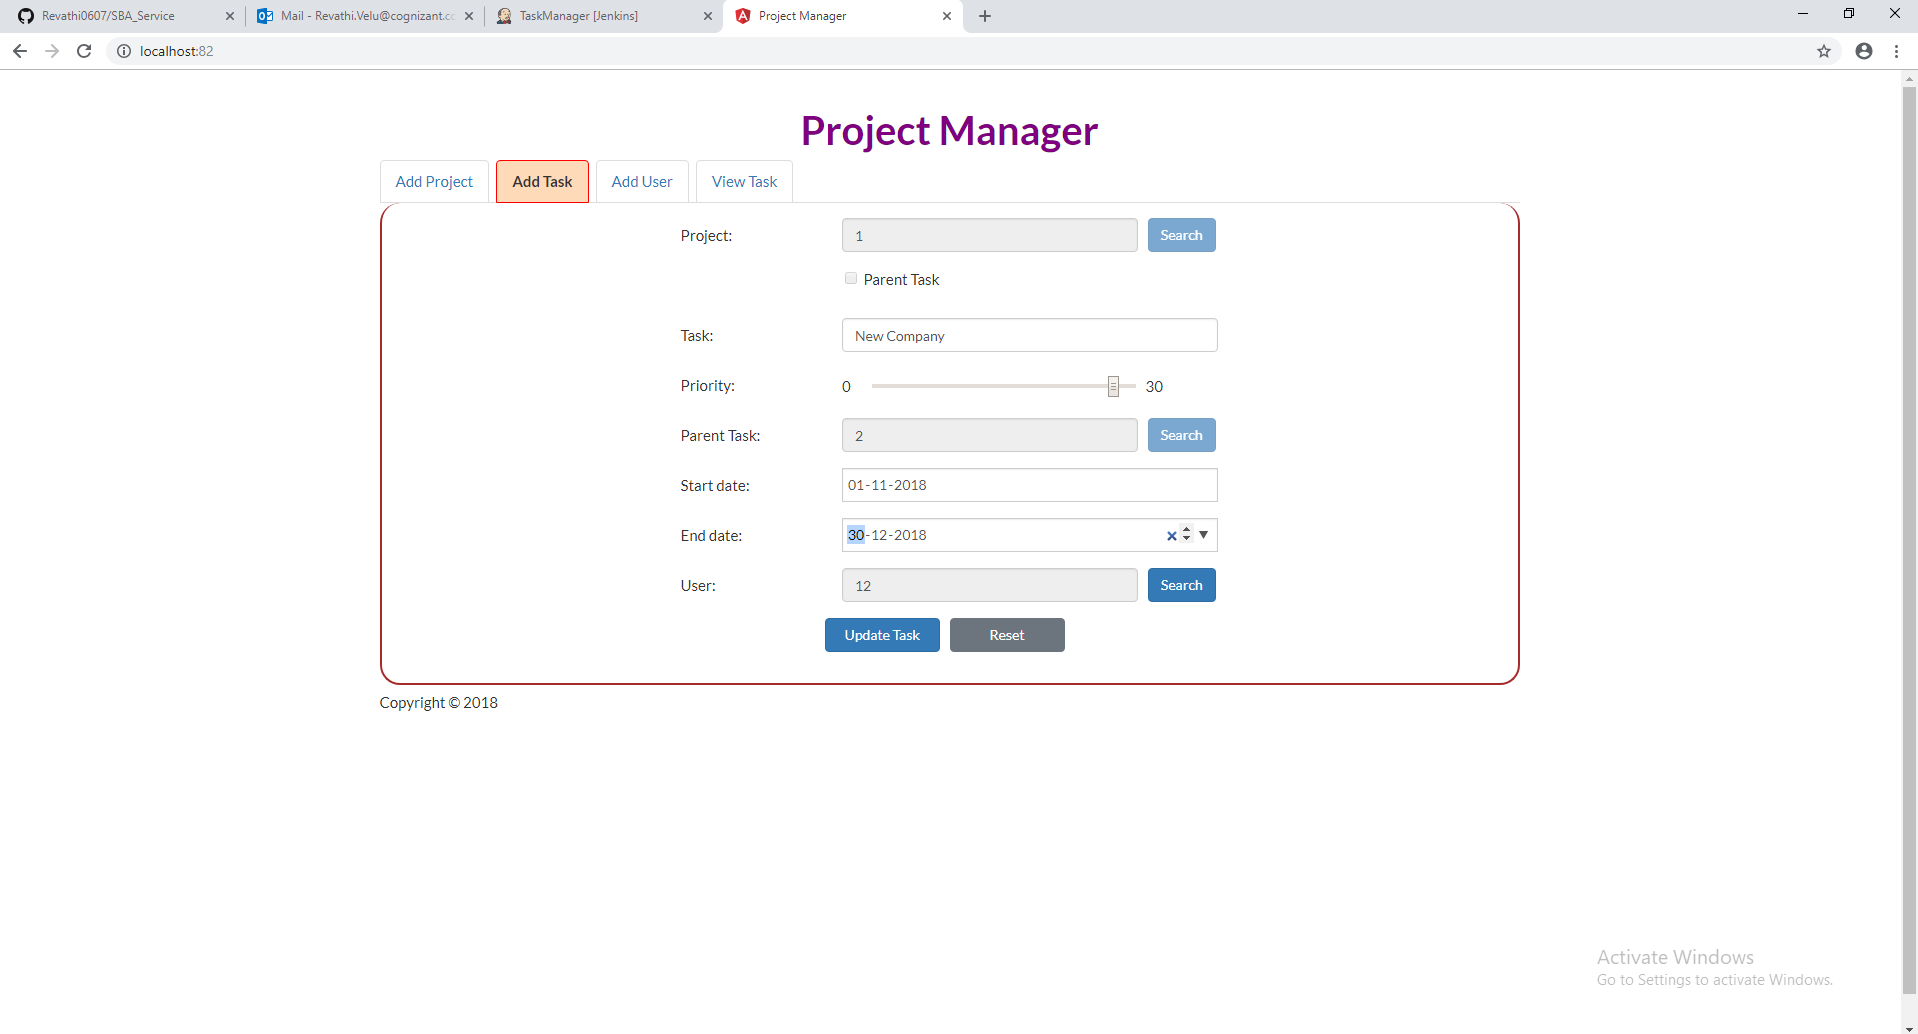 Revathi0607/SBA_Service
Mail - Revathi.Velu@cognizant.cc
TaskManager [Jenkins]
Project Manager
localhost:82
Project Manager
Add Project
Add Task
Add User
View Task
Project: 1 Search
Parent Task
Task: New Company
Priority: 0 30
Parent Task: 2 Search
Start date: 01-11-2018
End date: 30-12-2018
User: 12 Search
Update Task Reset
Copyright © 2018
Activate Windows
Go to Settings to activate Windows.